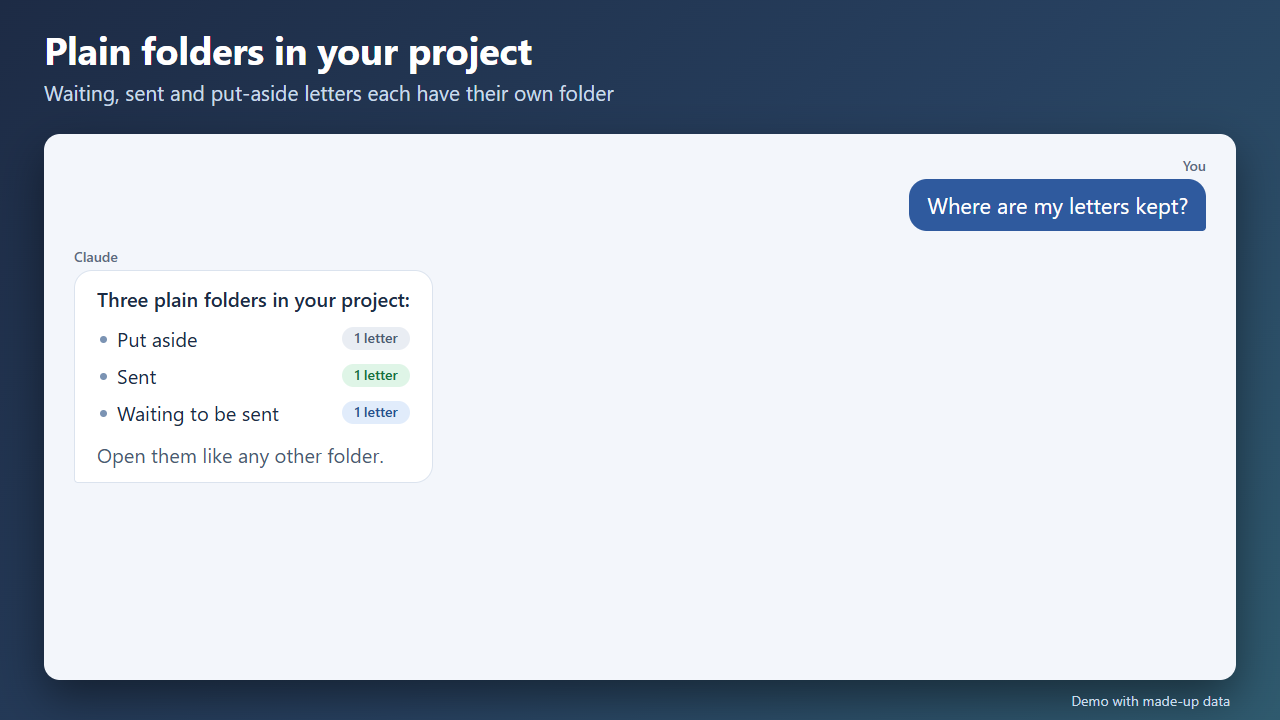 Plain folders in your project
Waiting, sent and put-aside letters each have their own folder
You
Where are my letters kept?
Claude
Three plain folders in your project:
Put aside 1 letter
Sent 1 letter
Waiting to be sent 1 letter
Open them like any other folder.
Demo with made-up data